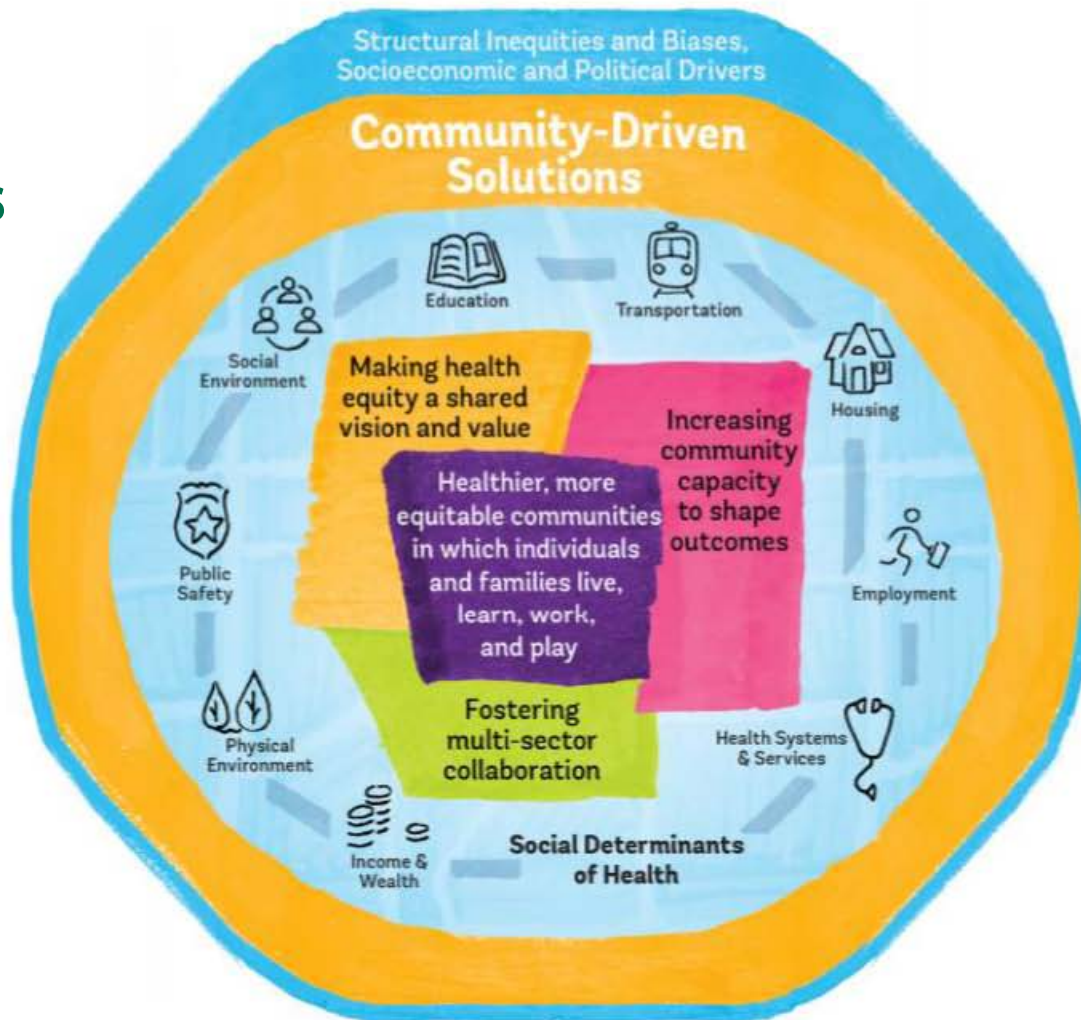 Structural Inequities and Biases,
Socioeconomic and Political Drivers
Community-Driven
Solutions
s
Education
Transportation
Social
Environment
Housing
Making health
equity a shared
vision and value
Increasing
community
capacity
to shape
outcomes
Healthier, more
equitable communities
in which individuals
and families live,
learn, work,
and play
Public
Safety
Employment
Physical
Environment
Fostering
multi-sector
collaboration
Health Systems
& Services
Income &
Wealth
Social Determinants
of Health